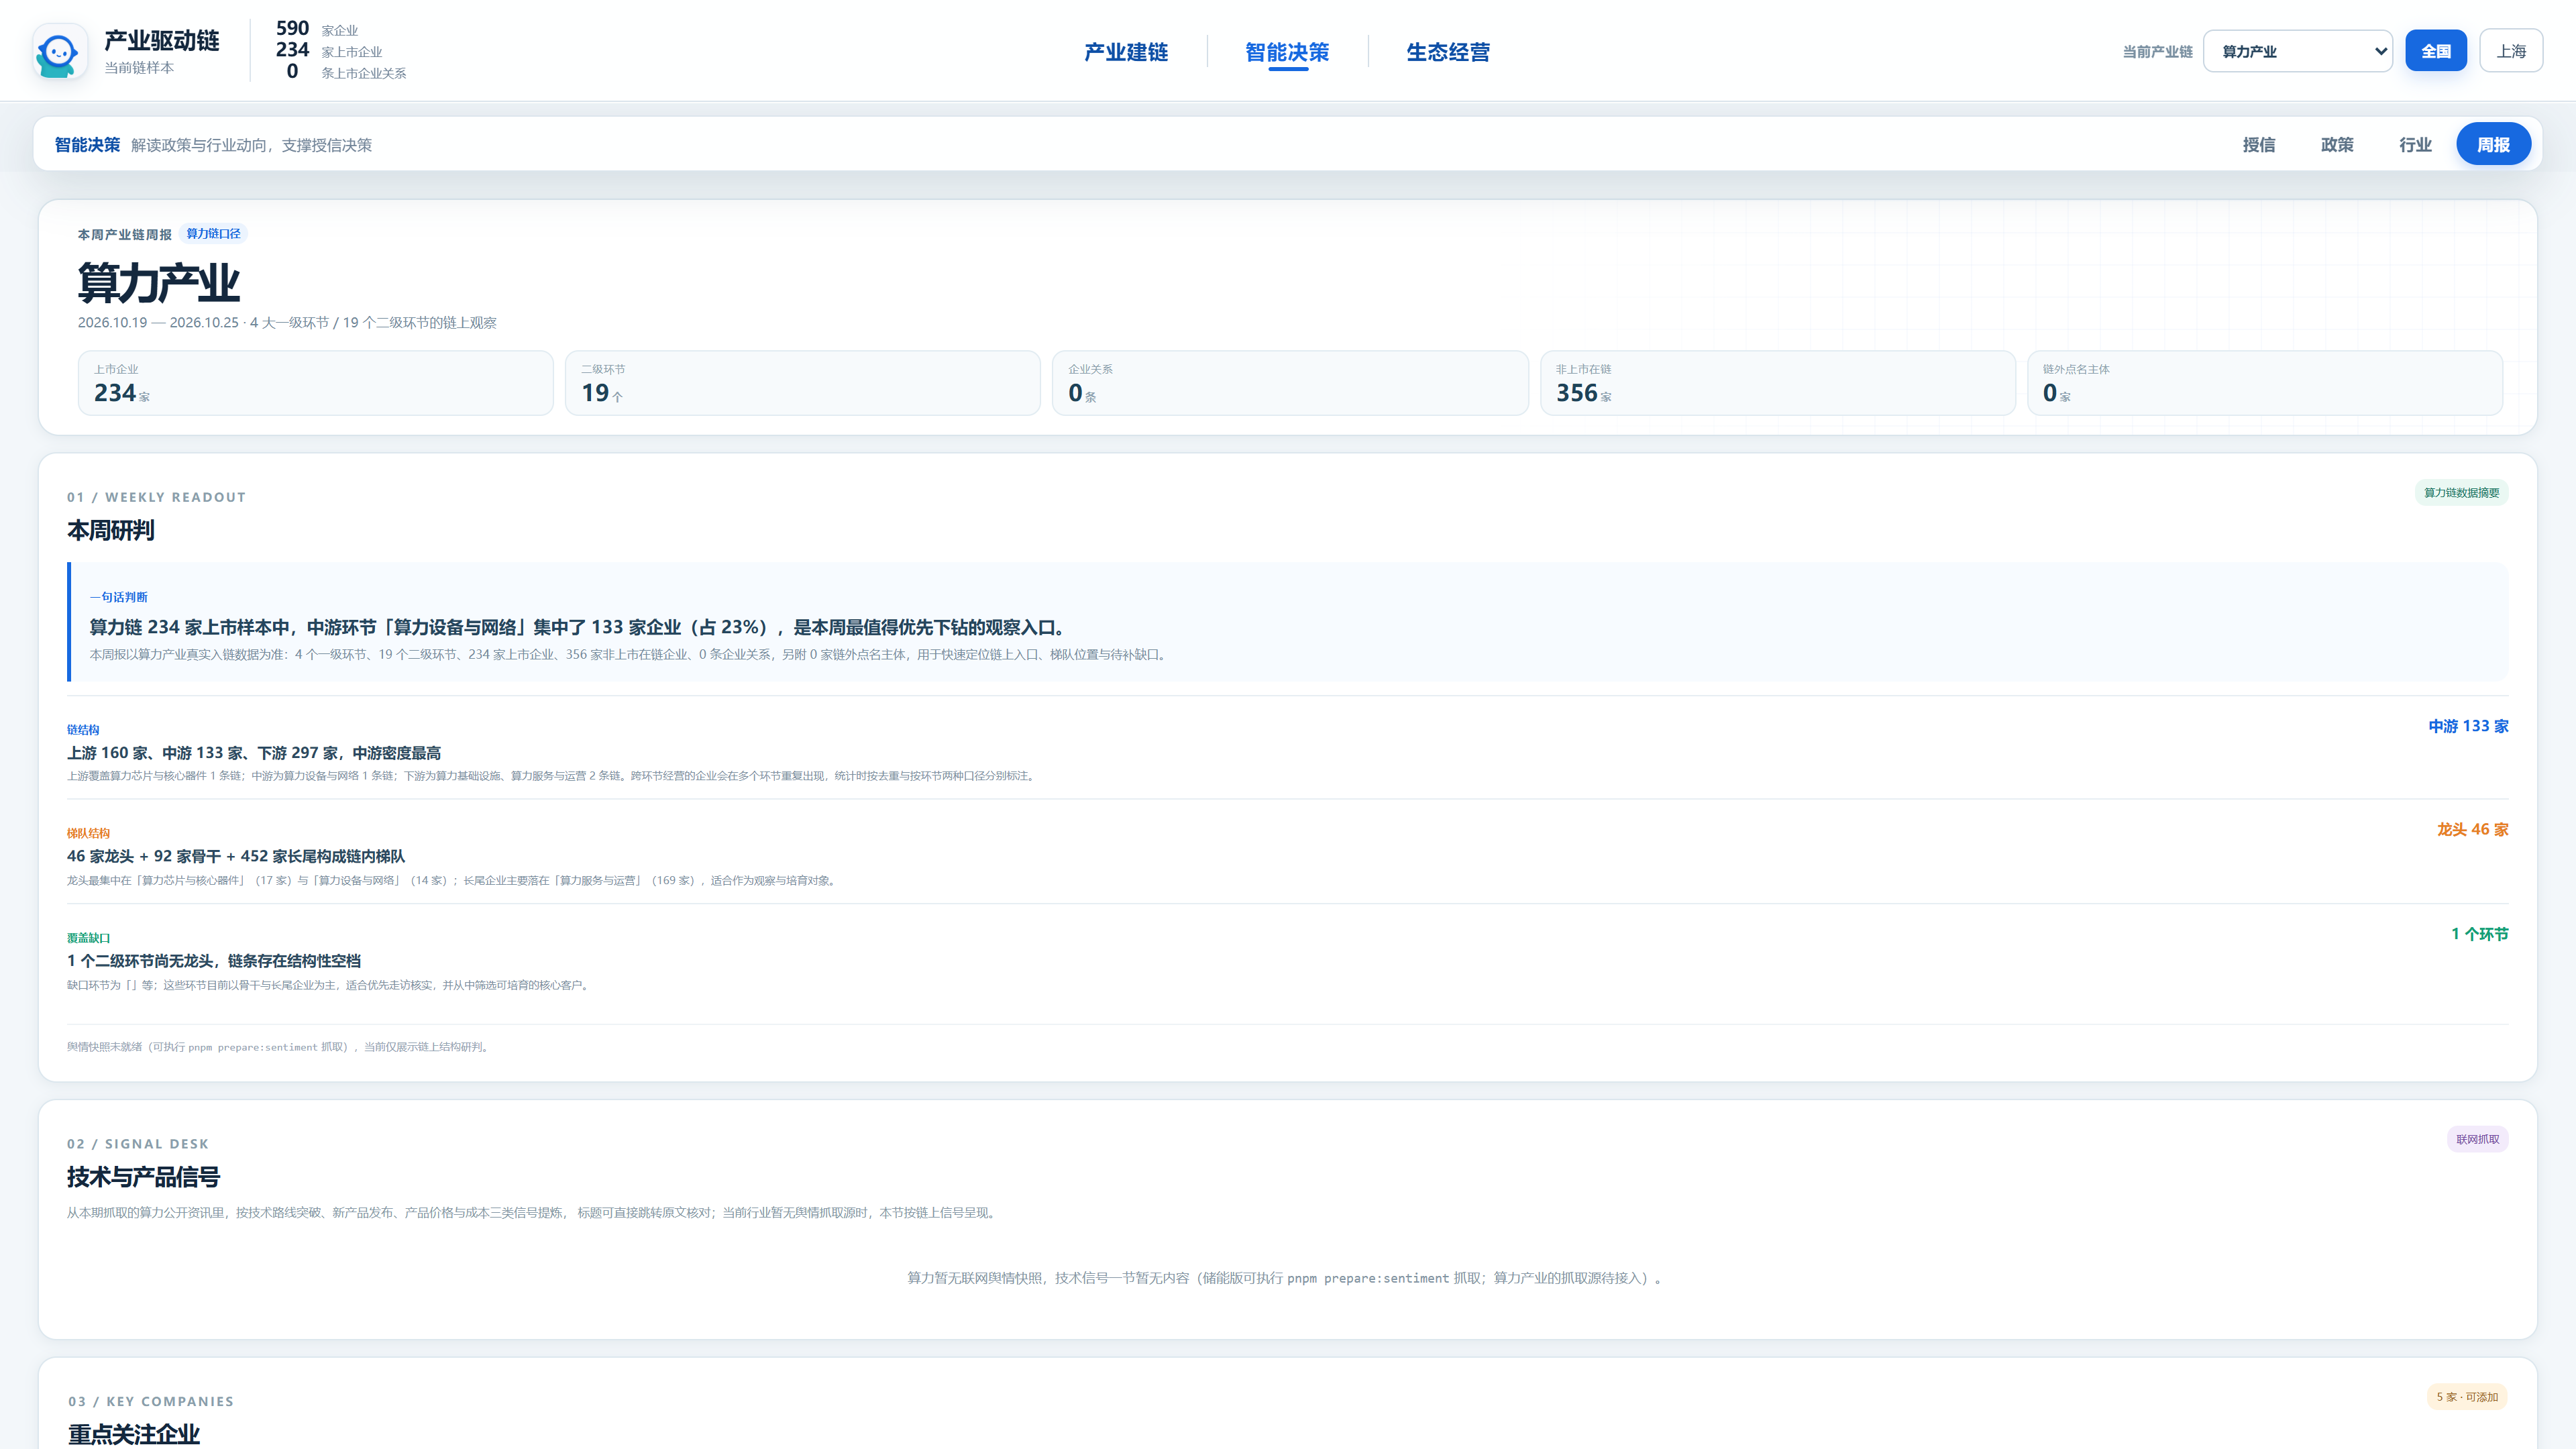 产业驱动链
当前链样本
590 家企业
234 家上市企业
0 条上市企业关系
产业建链
智能决策
生态经营
当前产业链
算力产业
全国
上海
智能决策 解读政策与行业动向，支撑授信决策
授信
政策
行业
周报
本周产业链周报 算力链口径
算力产业
2026.10.19 — 2026.10.25 · 4 大一级环节 / 19 个二级环节的链上观察
上市企业
234 家
二级环节
19 个
企业关系
0 条
非上市在链
356 家
链外点名主体
0 家
01 / WEEKLY READOUT
算力链数据摘要
本周研判
一句话判断
算力链 234 家上市样本中，中游环节「算力设备与网络」集中了 133 家企业（占 23%），是本周最值得优先下钻的观察入口。
本周报以算力产业真实入链数据为准：4 个一级环节、19 个二级环节、234 家上市企业、356 家非上市在链企业、0 条企业关系，另附 0 家链外点名主体，用于快速定位链上入口、梯队位置与待补缺口。
链结构
中游 133 家
上游 160 家、中游 133 家、下游 297 家，中游密度最高
上游覆盖算力芯片与核心器件 1 条链；中游为算力设备与网络 1 条链；下游为算力基础设施、算力服务与运营 2 条链。跨环节经营的企业会在多个环节重复出现，统计时按去重与按环节两种口径分别标注。
梯队结构
龙头 46 家
46 家龙头 + 92 家骨干 + 452 家长尾构成链内梯队
龙头最集中在「算力芯片与核心器件」（17 家）与「算力设备与网络」（14 家）；长尾企业主要落在「算力服务与运营」（169 家），适合作为观察与培育对象。
覆盖缺口
1 个环节
1 个二级环节尚无龙头，链条存在结构性空档
缺口环节为「」等；这些环节目前以骨干与长尾企业为主，适合优先走访核实，并从中筛选可培育的核心客户。
舆情快照未就绪（可执行 pnpm prepare:sentiment 抓取），当前仅展示链上结构研判。
02 / SIGNAL DESK
联网抓取
技术与产品信号
从本期抓取的算力公开资讯里，按技术路线突破、新产品发布、产品价格与成本三类信号提炼， 标题可直接跳转原文核对；当前行业暂无舆情抓取源时，本节按链上信号呈现。
算力暂无联网舆情快照，技术信号一节暂无内容（储能版可执行 pnpm prepare:sentiment 抓取；算力产业的抓取源待接入）。
03 / KEY COMPANIES
5 家 · 可添加
重点关注企业